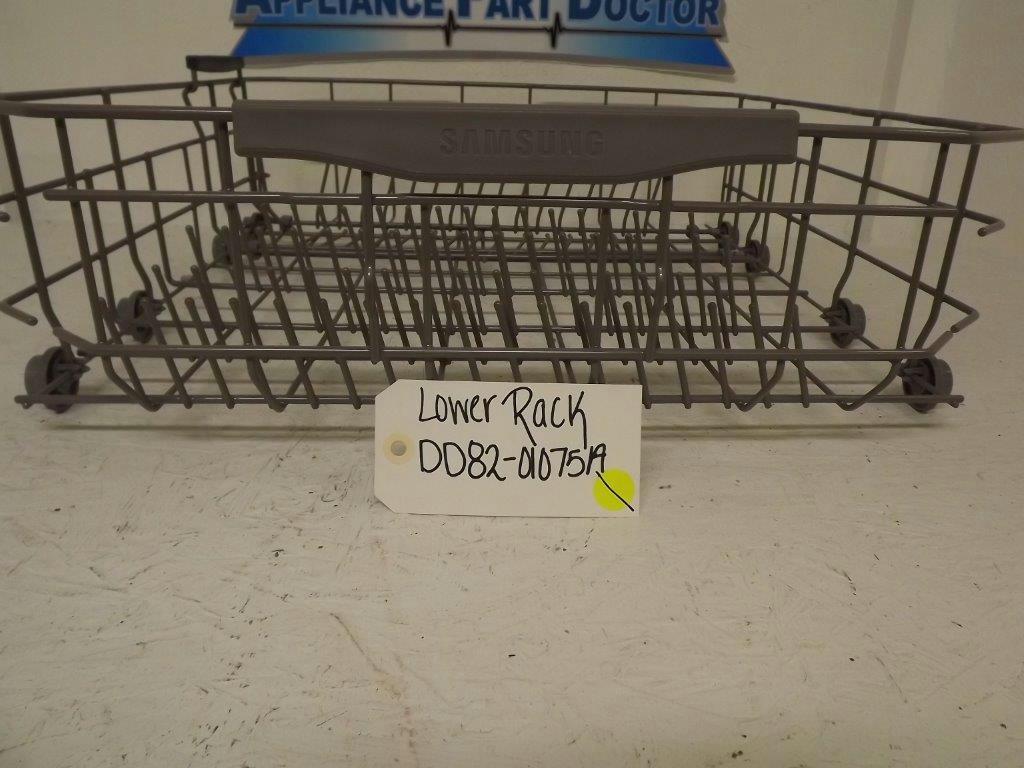 APPLIANCE PART DOCTOR
SAMSUNG
Lower Rack
DD82-01075A